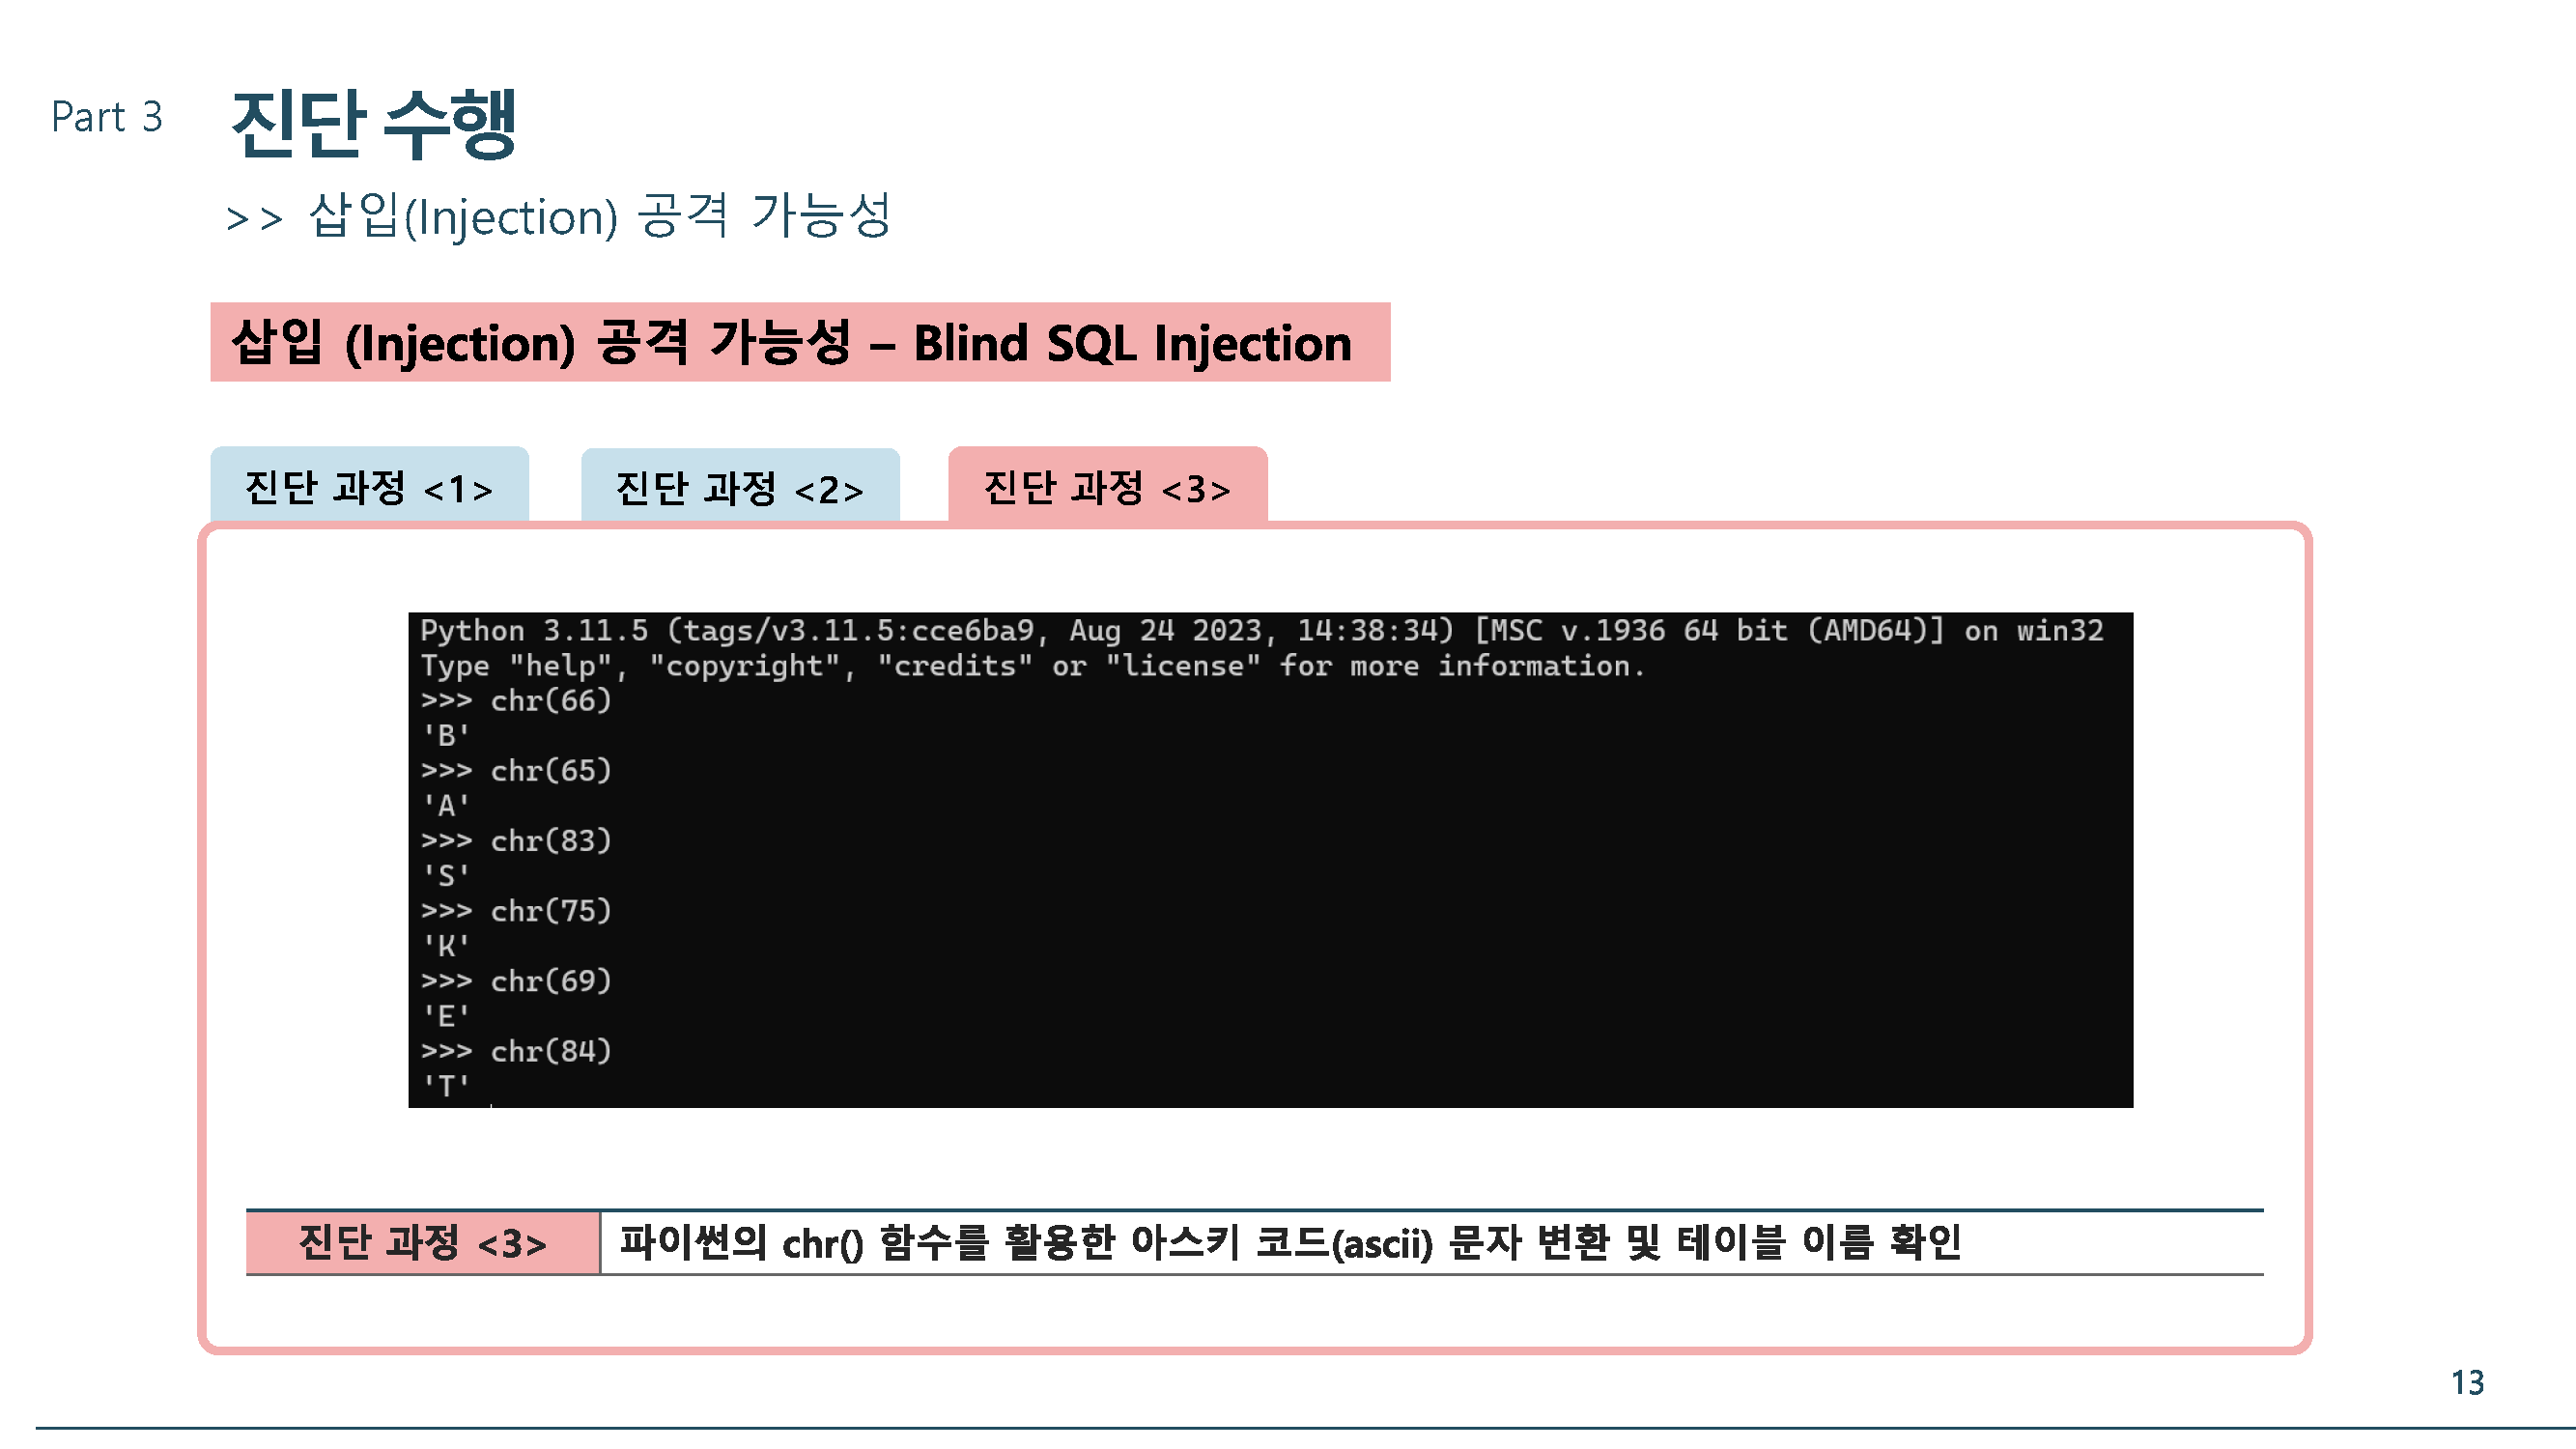 Part 3
진단 수행
>> 삽입(Injection) 공격 가능성
삽입 (Injection) 공격 가능성 – Blind SQL Injection
진단 과정 <1>
진단 과정 <2>
진단 과정 <3>
Python 3.11.5 (tags/v3.11.5:cce6ba9, Aug 24 2023, 14:38:34) [MSC v.1936 64 bit (AMD64)] on win32
Type "help", "copyright", "credits" or "license" for more information.
>>> chr(66)
'B'
>>> chr(65)
'A'
>>> chr(83)
'S'
>>> chr(75)
'K'
>>> chr(69)
'E'
>>> chr(84)
'T'
진단 과정 <3> 파이썬의 chr() 함수를 활용한 아스키 코드(ascii) 문자 변환 및 테이블 이름 확인
13